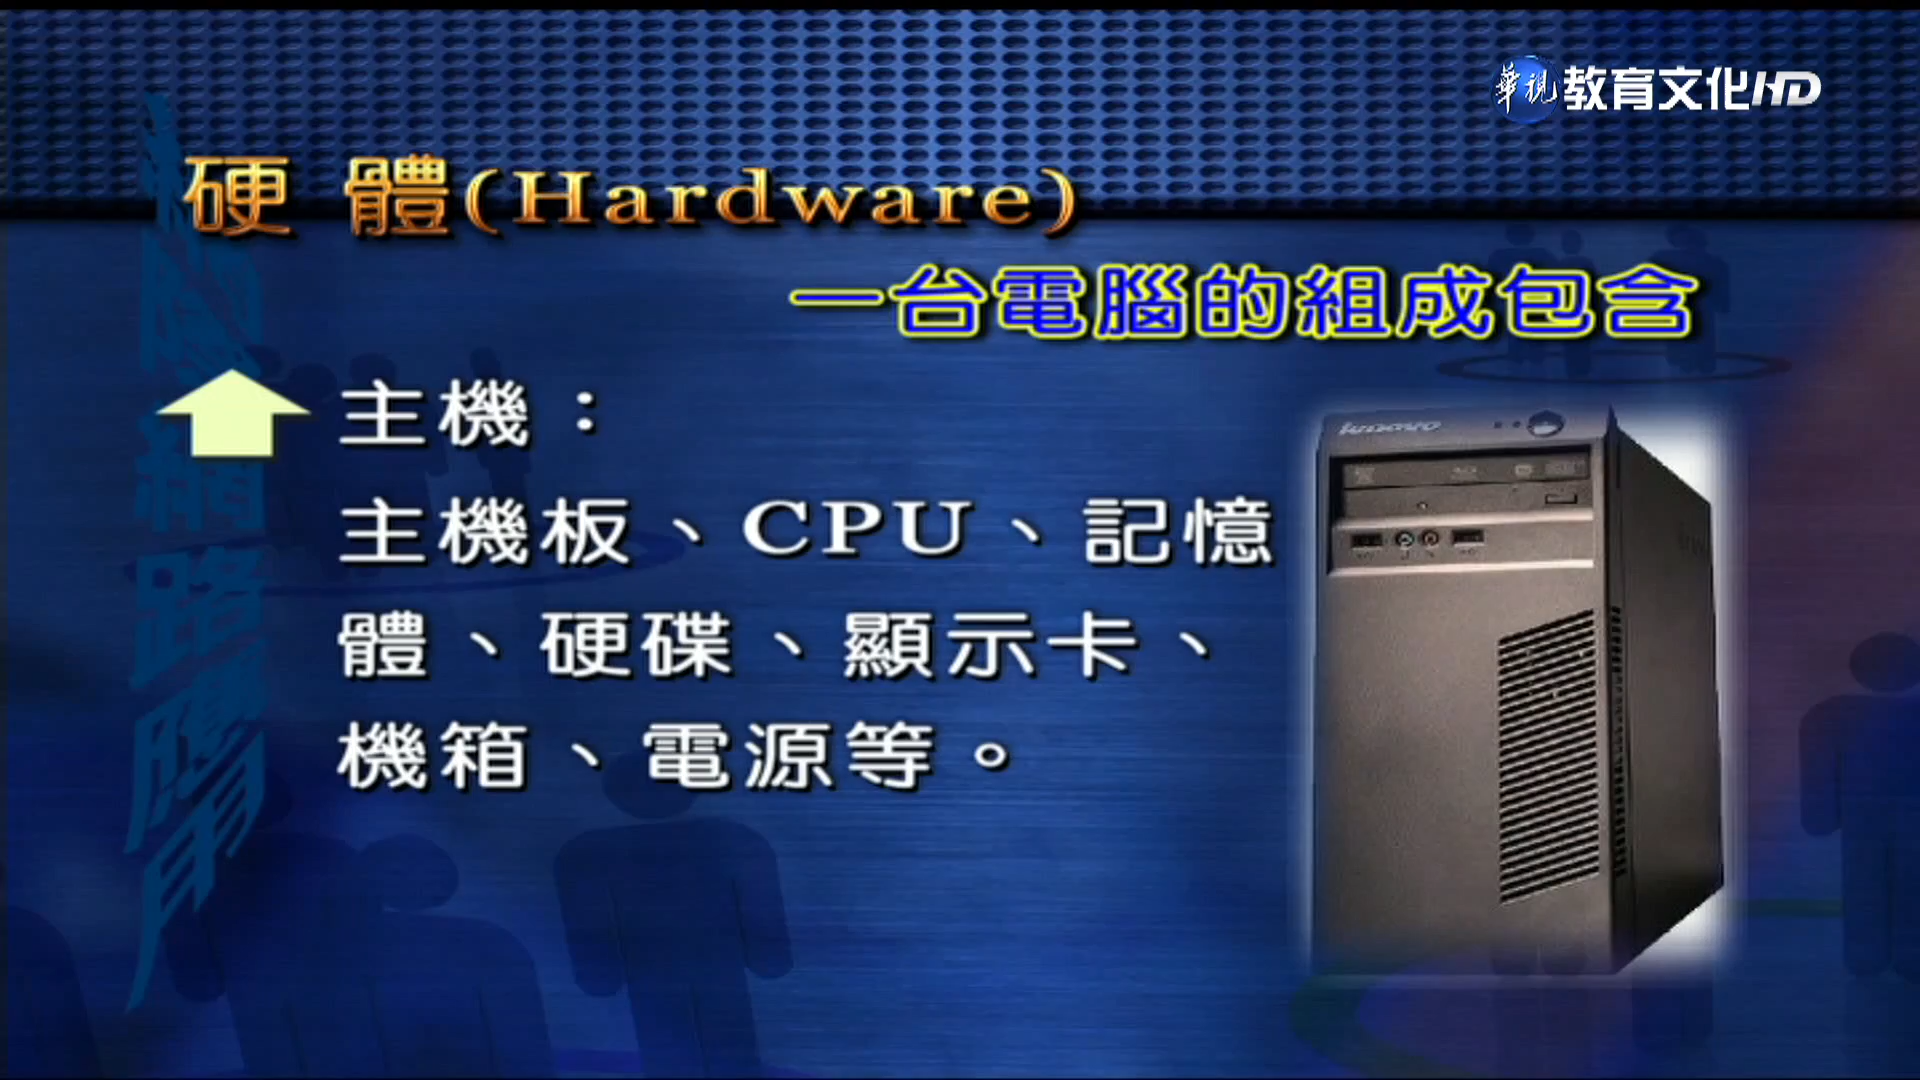 華視 教育文化HD
硬 體(Hardware)
一台電腦的組成包含
主機：
主機板、CPU、記憶
體、硬碟、顯示卡、
機箱、電源等。
lenovo